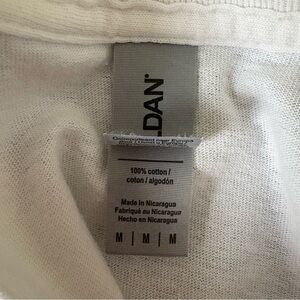 LDAN
100% cotton /
coton / algodón
Made in Nicaragua
Fabriqué au Nicaragua
Hecho en Nicaragua
M | M | M